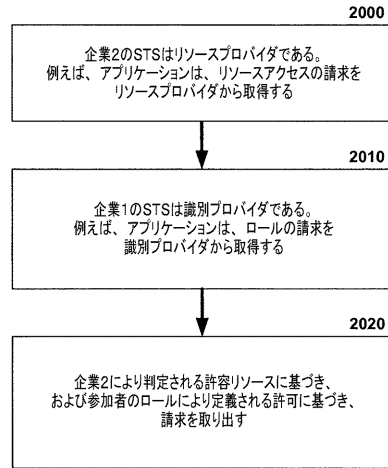 2000
企業2のSTSはリソースプロバイダである。
例えば、アプリケーションは、リソースアクセスの請求を
リソースプロバイダから取得する
2010
企業1のSTSは識別プロバイダである。
例えば、アプリケーションは、ロールの請求を
識別プロバイダから取得する
2020
企業2により判定される許容リソースに基づき、
および参加者のロールにより定義される許可に基づき、
請求を取り出す